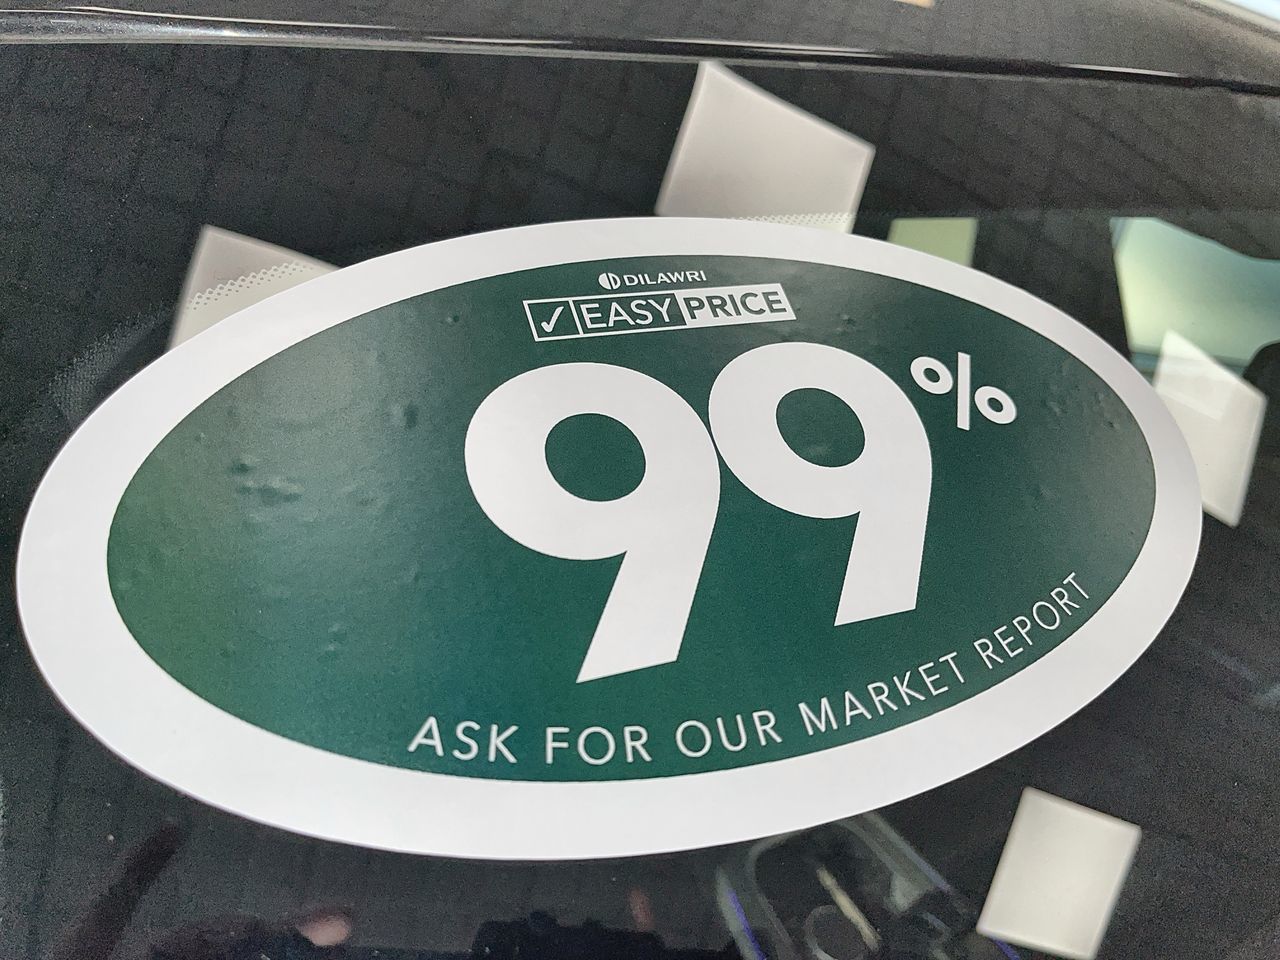 DILAWRI
✓ EASY PRICE
99%
ASK FOR OUR MARKET REPORT